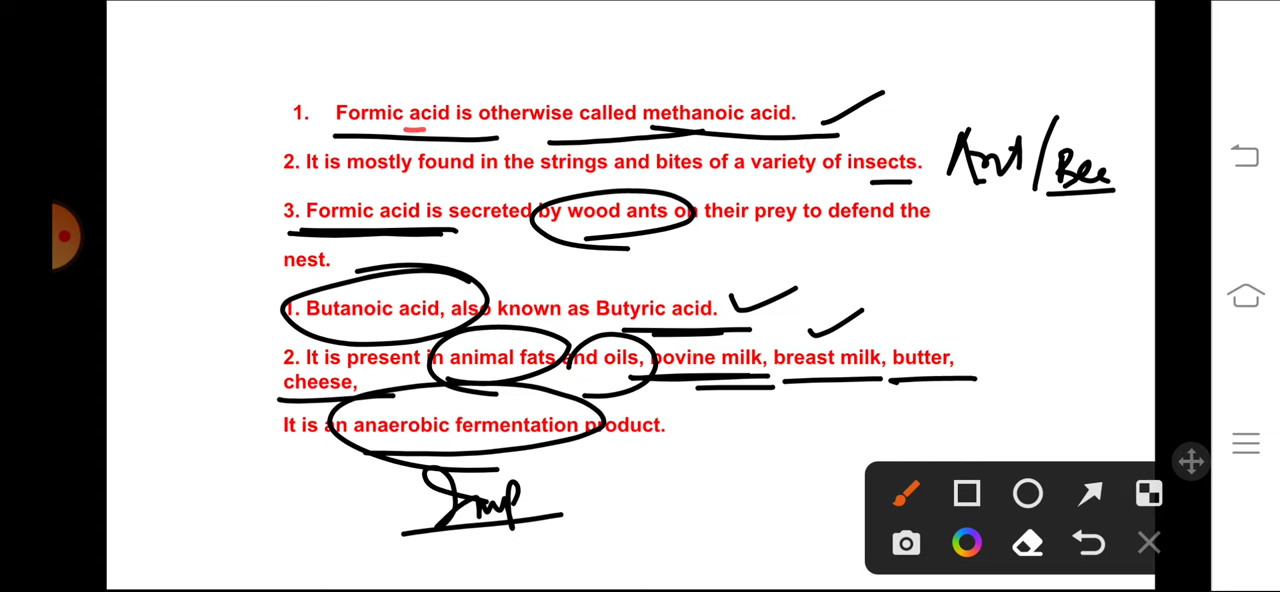 1. Formic acid is otherwise called methanoic acid.
2. It is mostly found in the strings and bites of a variety of insects.
Ant/Bee
3. Formic acid is secreted by wood ants on their prey to defend the
nest.
1. Butanoic acid, also known as Butyric acid.
2. It is present in animal fats and oils, bovine milk, breast milk, butter,
cheese,
It is an anaerobic fermentation product.
Imp